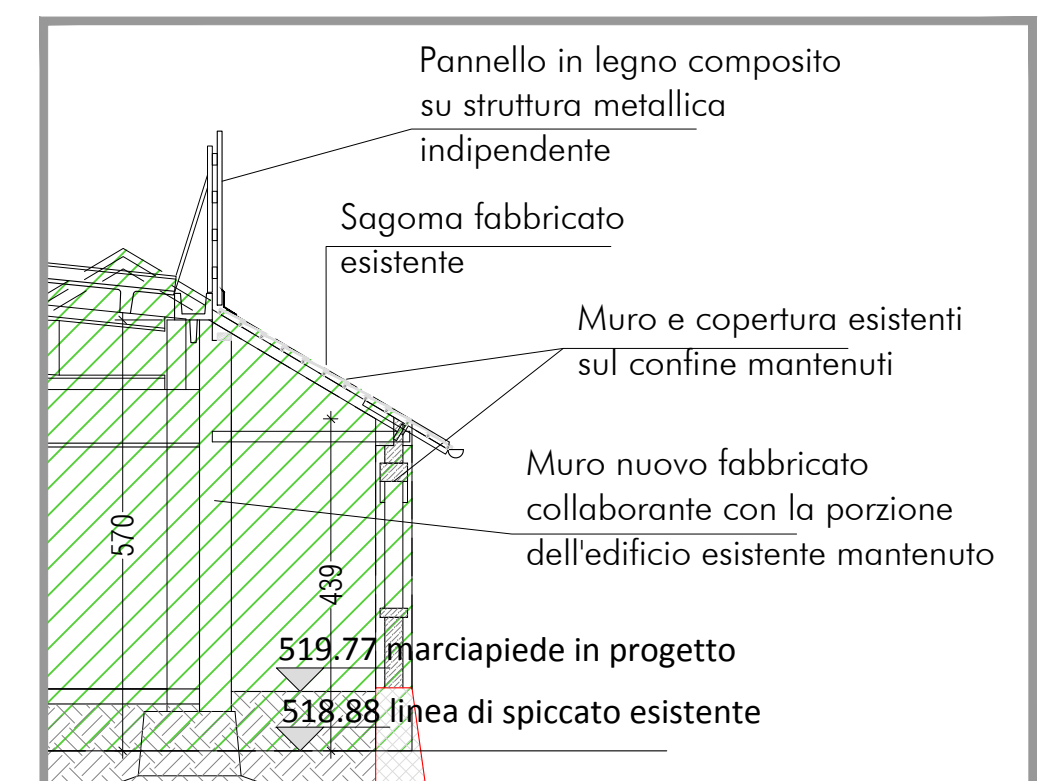 Pannello in legno composito
su struttura metallica
indipendente
Sagoma fabbricato
esistente
Muro e copertura esistenti
sul confine mantenuti
Muro nuovo fabbricato
collaborante con la porzione
dell'edificio esistente mantenuto
570
439
519.77 marciapiede in progetto
518.88 linea di spiccato esistente